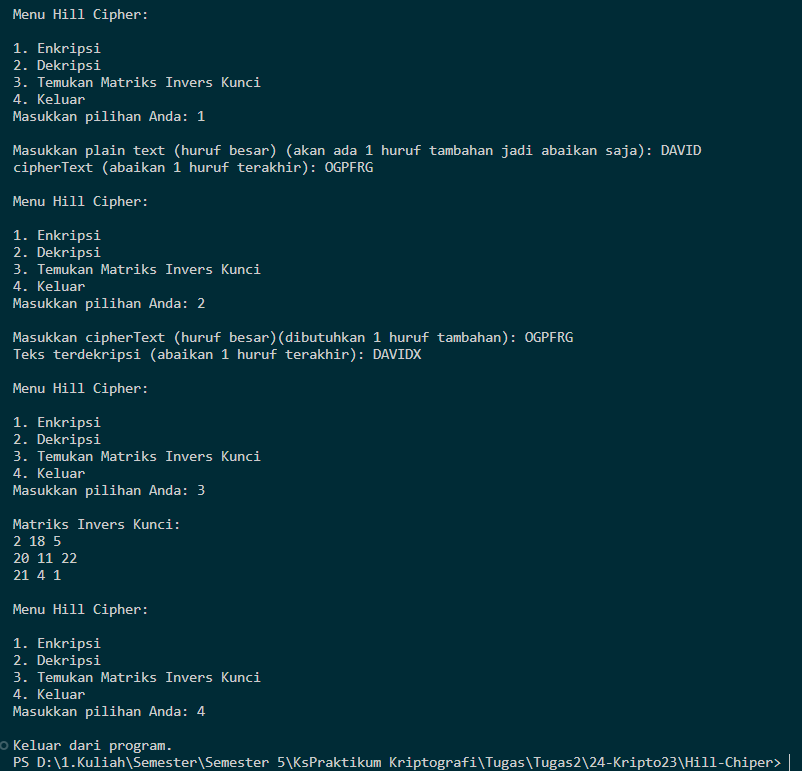 Menu Hill Cipher:
1. Enkripsi
2. Dekripsi
3. Temukan Matriks Invers Kunci
4. Keluar
Masukkan pilihan Anda: 1
Masukkan plain text (huruf besar) (akan ada 1 huruf tambahan jadi abaikan saja): DAVID
cipherText (abaikan 1 huruf terakhir): OGPFRG
Menu Hill Cipher:
1. Enkripsi
2. Dekripsi
3. Temukan Matriks Invers Kunci
4. Keluar
Masukkan pilihan Anda: 2
Masukkan cipherText (huruf besar)(dibutuhkan 1 huruf tambahan): OGPFRG
Teks terdekripsi (abaikan 1 huruf terakhir): DAVIDX
Menu Hill Cipher:
1. Enkripsi
2. Dekripsi
3. Temukan Matriks Invers Kunci
4. Keluar
Masukkan pilihan Anda: 3
Matriks Invers Kunci:
2 18 5
20 11 22
21 4 1
Menu Hill Cipher:
1. Enkripsi
2. Dekripsi
3. Temukan Matriks Invers Kunci
4. Keluar
Masukkan pilihan Anda: 4
Keluar dari program.
PS D:\1.Kuliah\Semester\Semester 5\KsPraktikum Kriptografi\Tugas\Tugas2\24-Kripto23\Hill-Chiper>